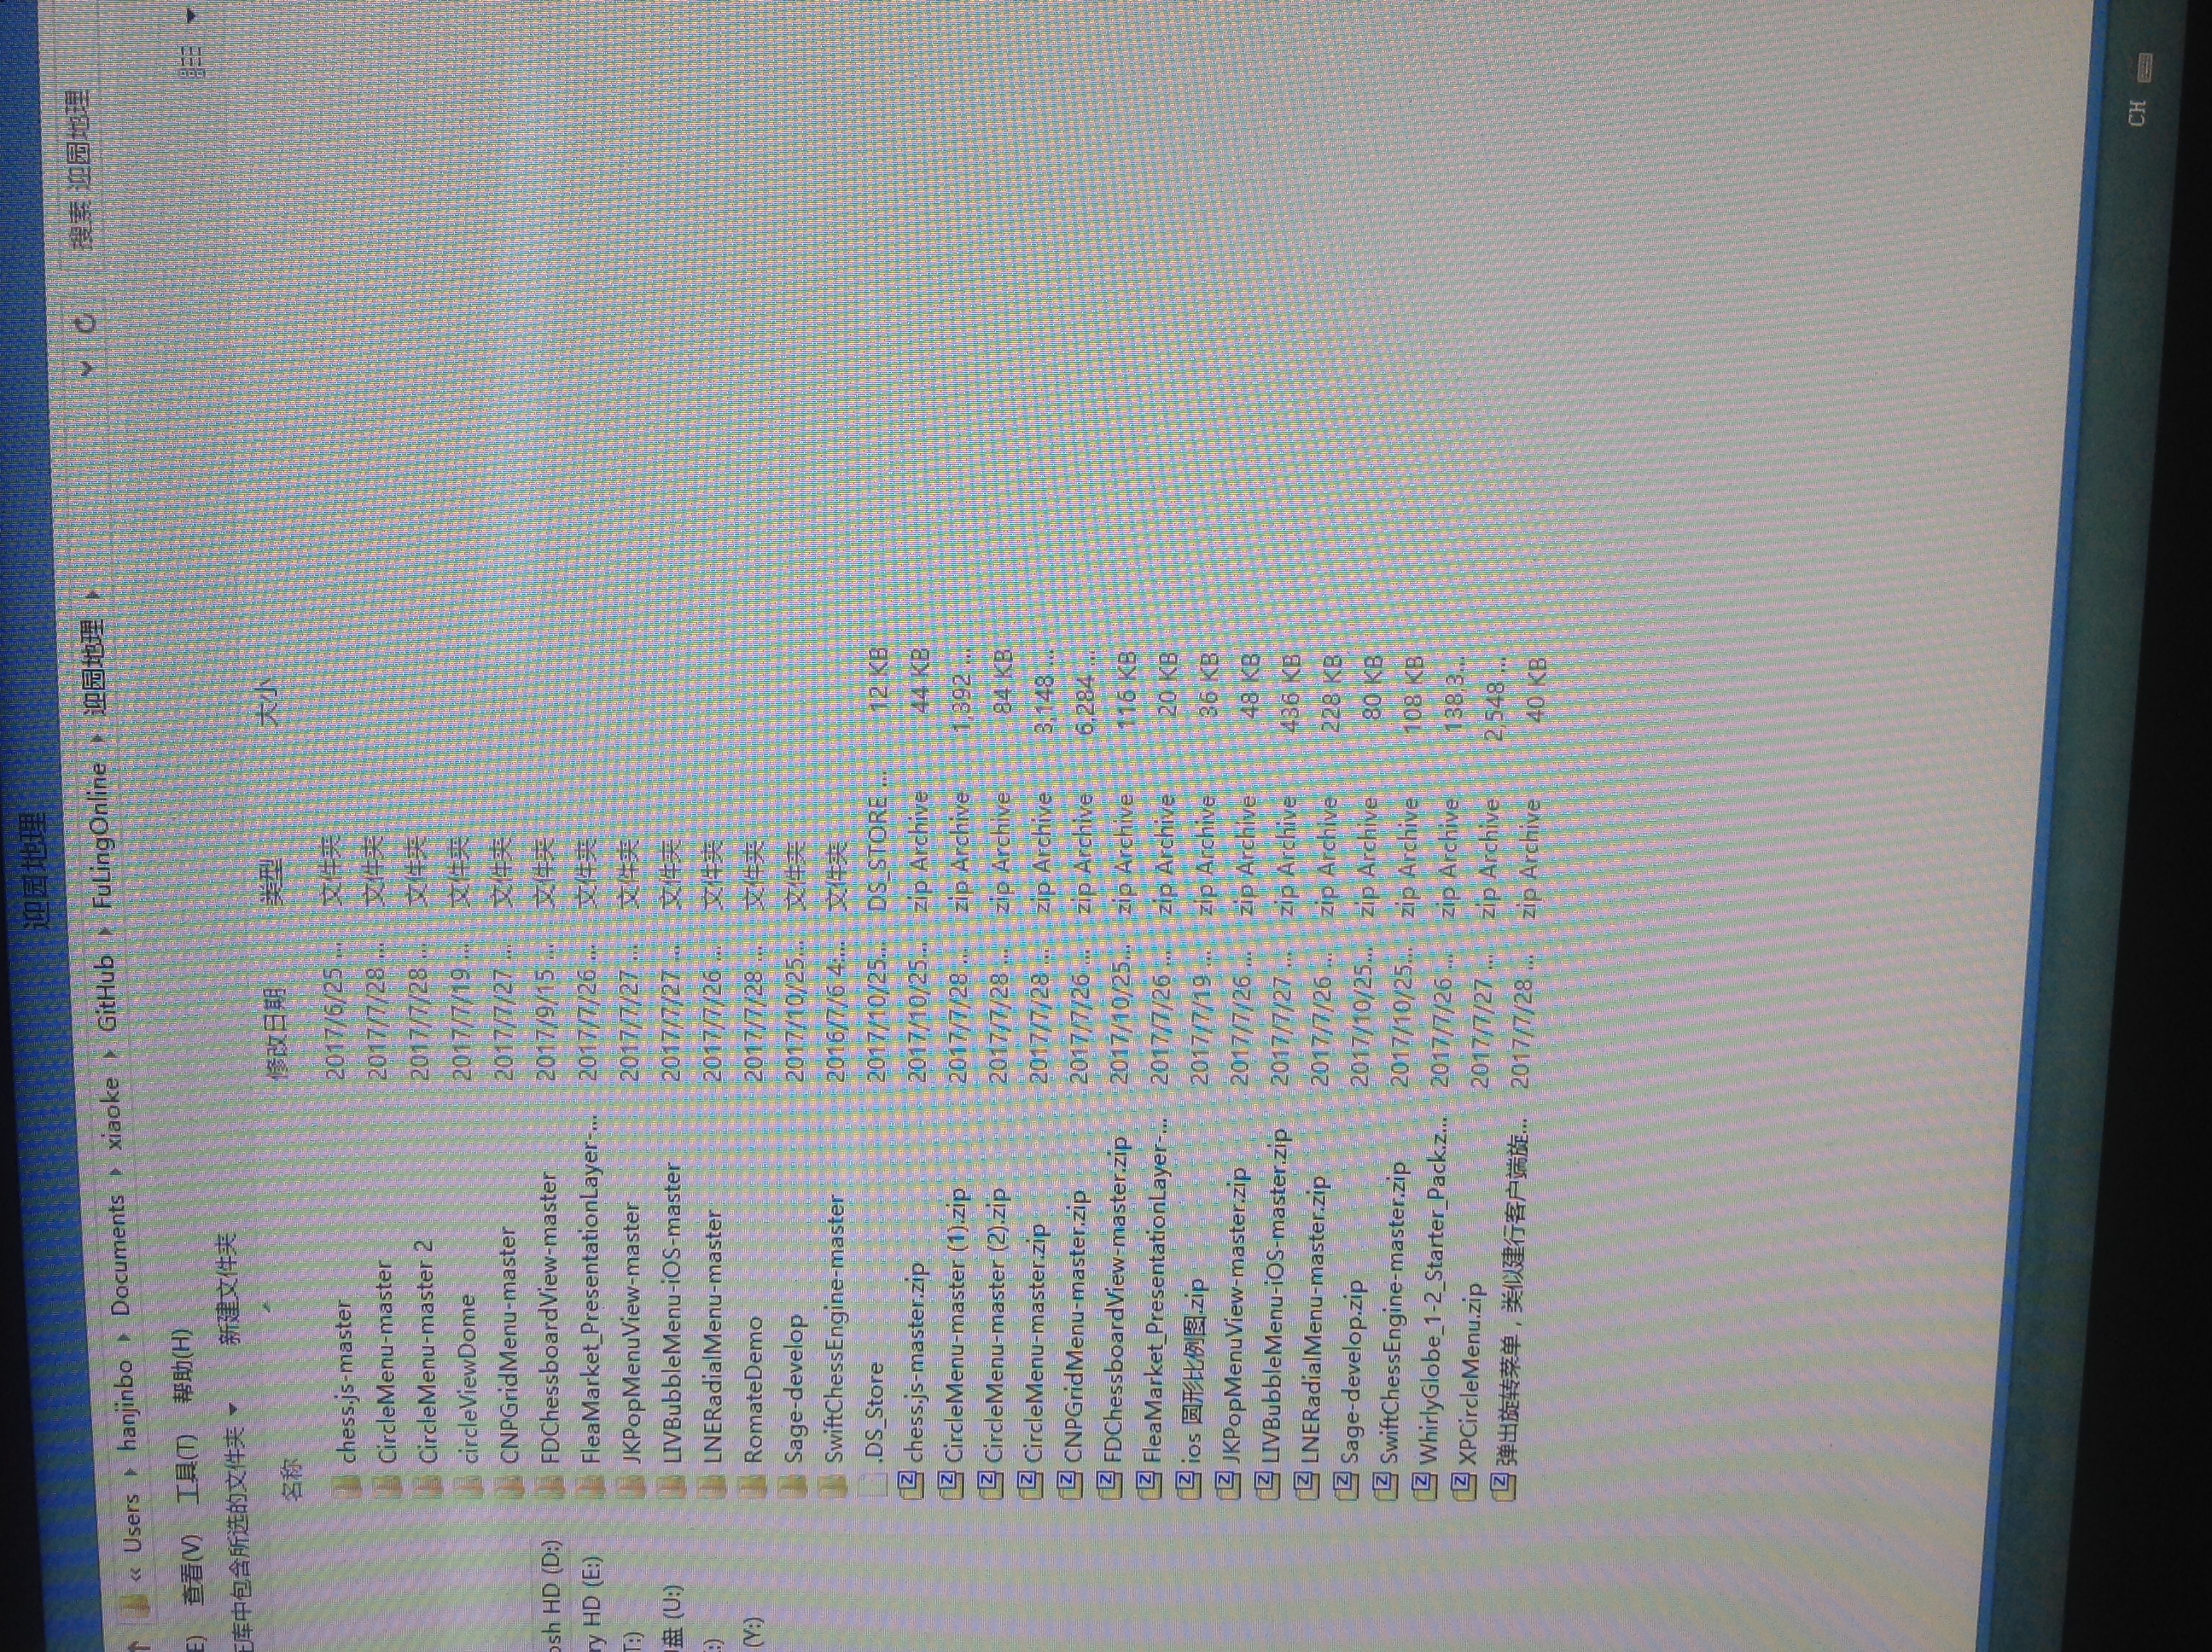 迎园地理
« Users ▸ hanjinbo ▸ Documents ▸ xiaoke ▸ GitHub ▸ FuLingOnline ▸ 迎园地理 ▸ 搜索 迎园地理
E) 查看(V) 工具(T) 帮助(H)
库中包含所选的文件夹 新建文件夹
名称 修改日期 类型 大小
chess.js-master 2017/6/25 ... 文件夹
CircleMenu-master 2017/7/28 ... 文件夹
CircleMenu-master 2 2017/7/28 ... 文件夹
circleViewDome 2017/7/19 ... 文件夹
CNPGridMenu-master 2017/7/27 ... 文件夹
osh HD (D:) FDChessboardView-master 2017/9/15 ... 文件夹
ry HD (E:) FleaMarket_PresentationLayer-... 2017/7/26 ... 文件夹
T:) JKPopMenuView-master 2017/7/27 ... 文件夹
盘 (U:) LIVBubbleMenu-iOS-master 2017/7/27 ... 文件夹
:) LNERadialMenu-master 2017/7/26 ... 文件夹
(Y:) RomateDemo 2017/7/28 ... 文件夹
Sage-develop 2017/10/25... 文件夹
SwiftChessEngine-master 2016/7/6 4:... 文件夹
.DS_Store 2017/10/25... DS_STORE ... 12 KB
chess.js-master.zip 2017/10/25... zip Archive 44 KB
CircleMenu-master (1).zip 2017/7/28 ... zip Archive 1,392 ...
CircleMenu-master (2).zip 2017/7/28 ... zip Archive 84 KB
CircleMenu-master.zip 2017/7/28 ... zip Archive 3,148 ...
CNPGridMenu-master.zip 2017/7/26 ... zip Archive 6,284 ...
FDChessboardView-master.zip 2017/10/25... zip Archive 116 KB
FleaMarket_PresentationLayer-... 2017/7/26 ... zip Archive 20 KB
ios 圆形比例图.zip 2017/7/19 ... zip Archive 36 KB
JKPopMenuView-master.zip 2017/7/26 ... zip Archive 48 KB
LIVBubbleMenu-iOS-master.zip 2017/7/27 ... zip Archive 436 KB
LNERadialMenu-master.zip 2017/7/26 ... zip Archive 228 KB
Sage-develop.zip 2017/10/25... zip Archive 80 KB
SwiftChessEngine-master.zip 2017/10/25... zip Archive 108 KB
WhirlyGlobe_1-2_Starter_Pack.z... 2017/7/26 ... zip Archive 138,3...
XPCircleMenu.zip 2017/7/27 ... zip Archive 2,548 ...
弹出旋转菜单，类似建行客户端旋... 2017/7/28 ... zip Archive 40 KB
CH